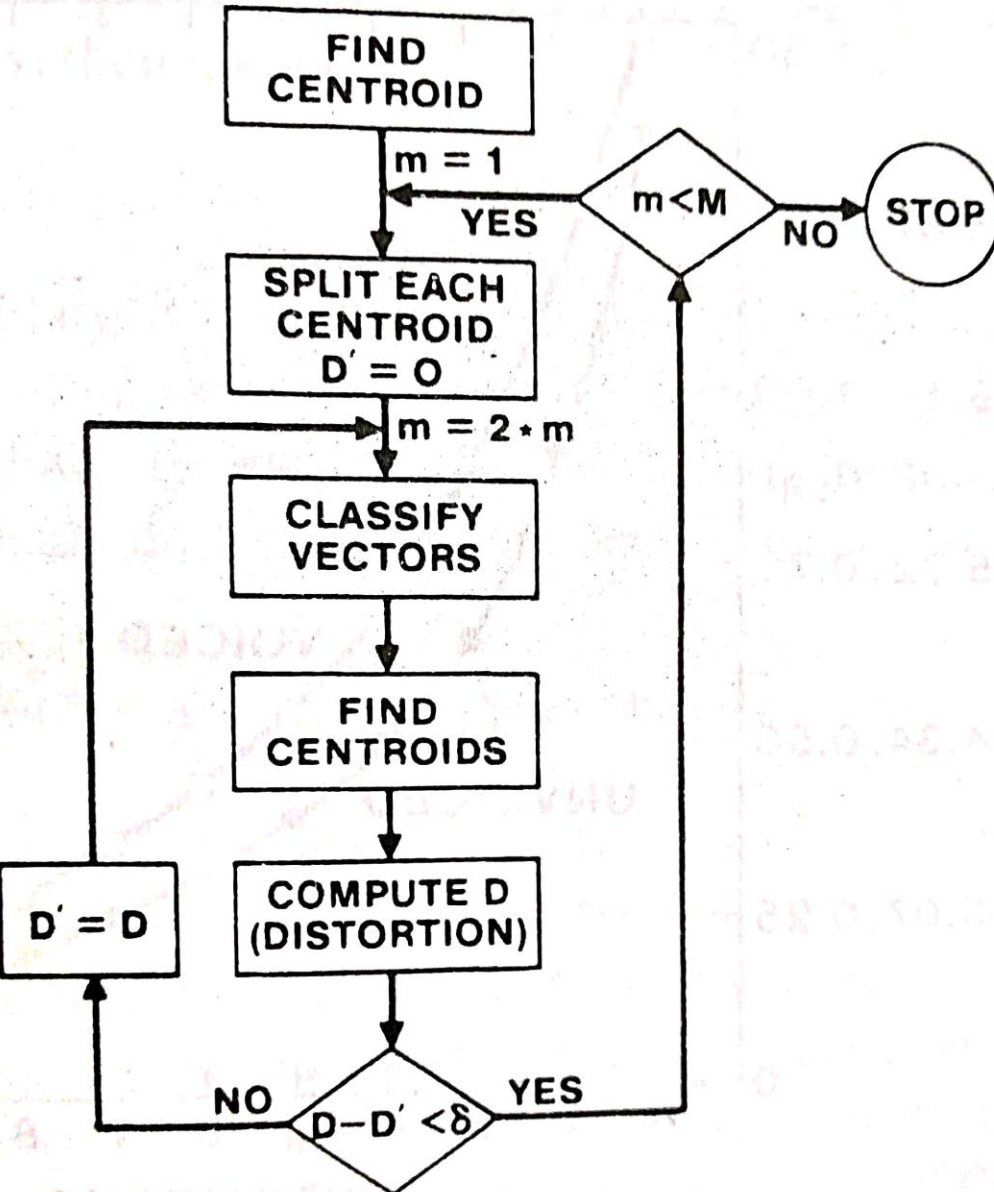 FIND
CENTROID
m = 1
YES
m<M
NO
STOP
SPLIT EACH
CENTROID
D' = O
m = 2 * m
CLASSIFY
VECTORS
FIND
CENTROIDS
COMPUTE D
(DISTORTION)
D' = D
NO
D−D' <δ
YES